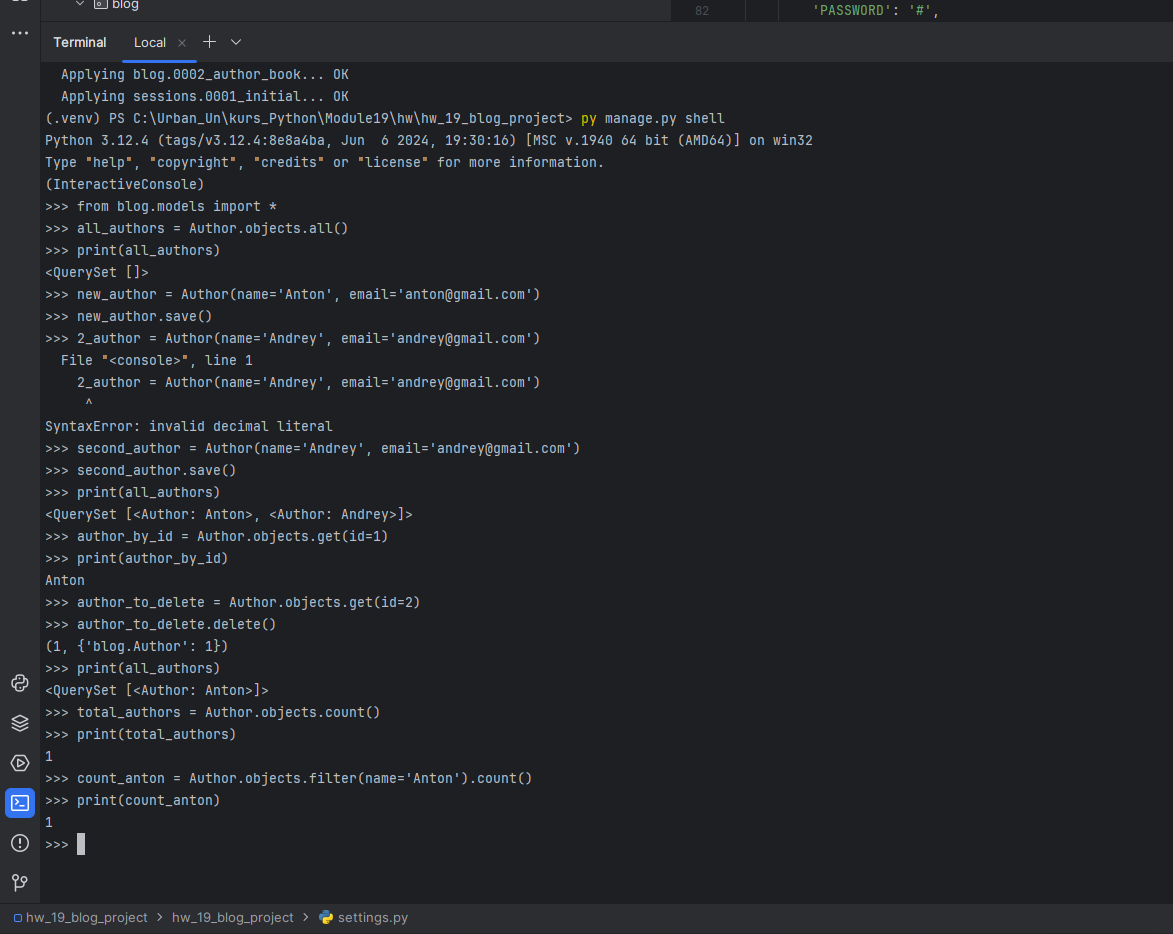 blog
82 'PASSWORD': '#',
Terminal Local
Applying blog.0002_author_book... OK
Applying sessions.0001_initial... OK
(.venv) PS C:\Urban_Un\kurs_Python\Module19\hw\hw_19_blog_project> py manage.py shell
Python 3.12.4 (tags/v3.12.4:8e8a4ba, Jun  6 2024, 19:30:16) [MSC v.1940 64 bit (AMD64)] on win32
Type "help", "copyright", "credits" or "license" for more information.
(InteractiveConsole)
>>> from blog.models import *
>>> all_authors = Author.objects.all()
>>> print(all_authors)
<QuerySet []>
>>> new_author = Author(name='Anton', email='anton@gmail.com')
>>> new_author.save()
>>> 2_author = Author(name='Andrey', email='andrey@gmail.com')
  File "<console>", line 1
    2_author = Author(name='Andrey', email='andrey@gmail.com')
     ^
SyntaxError: invalid decimal literal
>>> second_author = Author(name='Andrey', email='andrey@gmail.com')
>>> second_author.save()
>>> print(all_authors)
<QuerySet [<Author: Anton>, <Author: Andrey>]>
>>> author_by_id = Author.objects.get(id=1)
>>> print(author_by_id)
Anton
>>> author_to_delete = Author.objects.get(id=2)
>>> author_to_delete.delete()
(1, {'blog.Author': 1})
>>> print(all_authors)
<QuerySet [<Author: Anton>]>
>>> total_authors = Author.objects.count()
>>> print(total_authors)
1
>>> count_anton = Author.objects.filter(name='Anton').count()
>>> print(count_anton)
1
>>>
hw_19_blog_project > hw_19_blog_project > settings.py